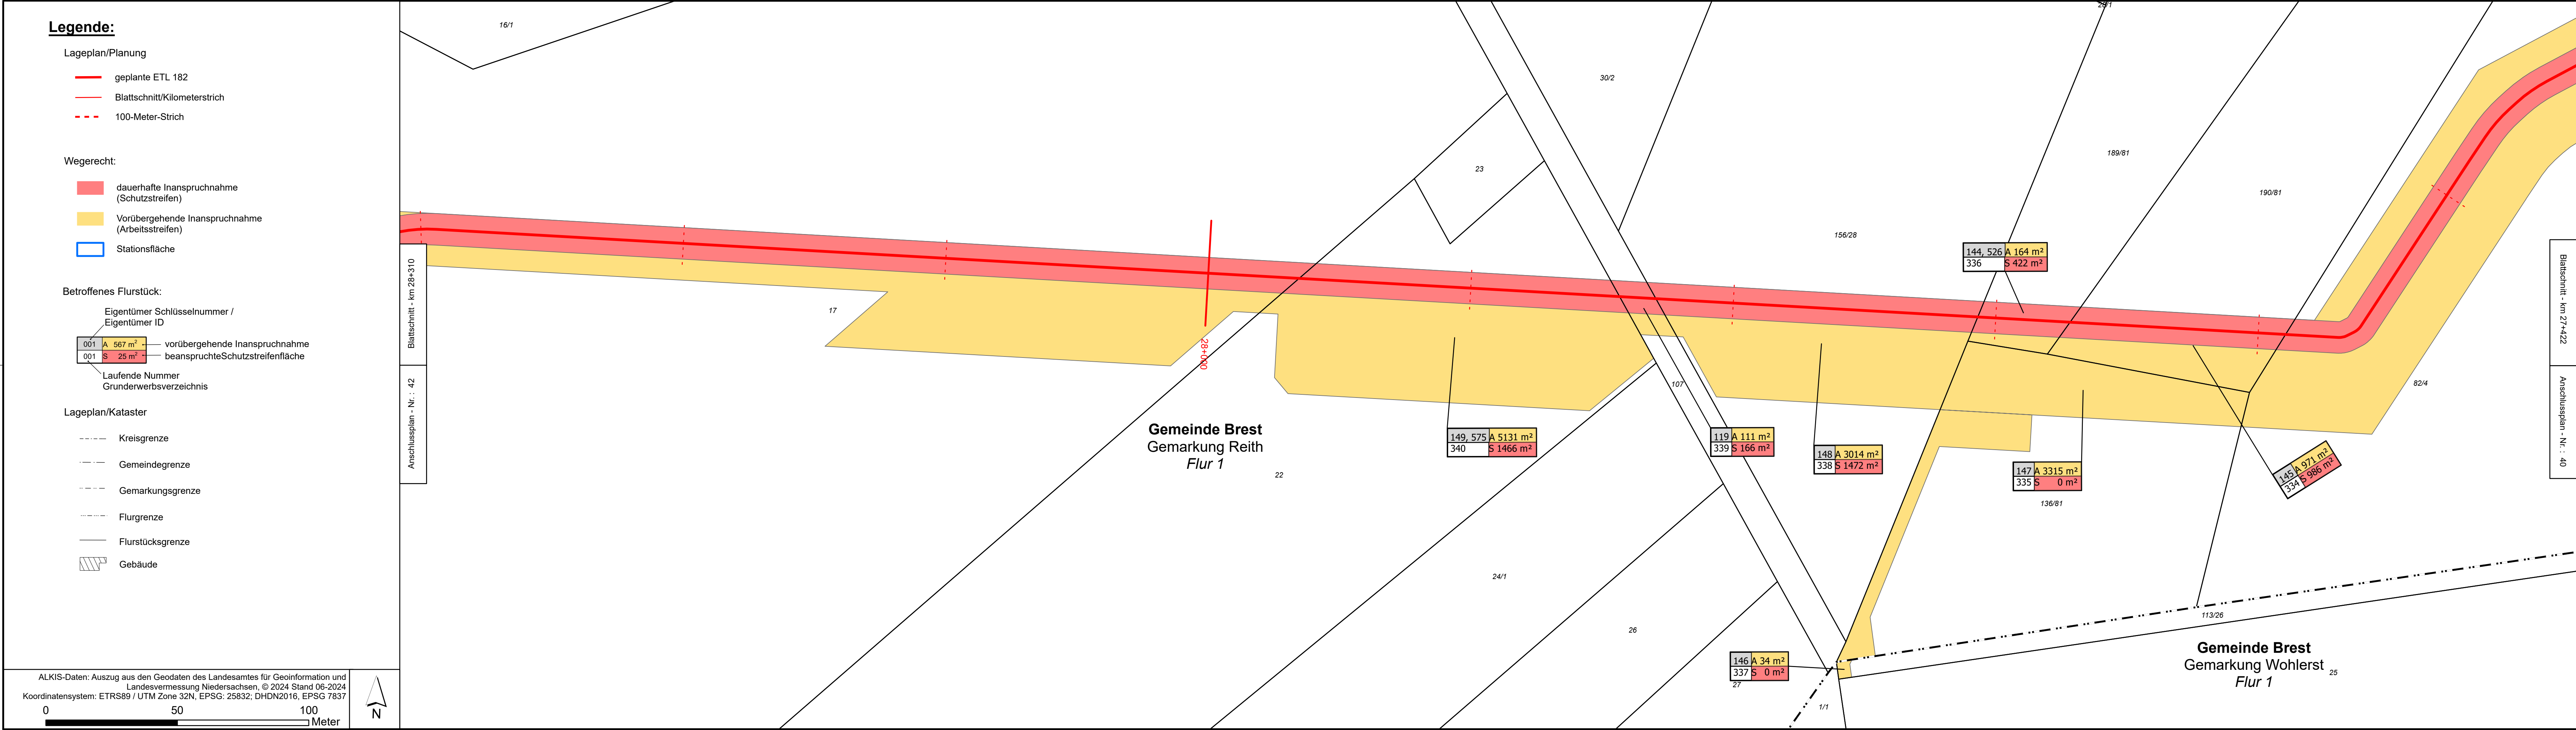 Legende:
Lageplan/Planung
geplante ETL 182
Blattschnitt/Kilometerstrich
100-Meter-Strich
Wegerecht:
dauerhafte Inanspruchnahme
(Schutzstreifen)
Vorübergehende Inanspruchnahme
(Arbeitsstreifen)
Stationsfläche
Betroffenes Flurstück:
Eigentümer Schlüsselnummer /
Eigentümer ID
001 A 567 m² vorübergehende Inanspruchnahme
001 S 25 m² beanspruchteSchutzstreifenfläche
Laufende Nummer
Grunderwerbsverzeichnis
Lageplan/Kataster
Kreisgrenze
Gemeindegrenze
Gemarkungsgrenze
Flurgrenze
Flurstücksgrenze
Gebäude
ALKIS-Daten: Auszug aus den Geodaten des Landesamtes für Geoinformation und
Landesvermessung Niedersachsen, © 2024 Stand 06-2024
Koordinatensystem: ETRS89 / UTM Zone 32N, EPSG: 25832; DHDN2016, EPSG 7837
0 50 100
Meter
N
Blattschnitt - km 28+310
Anschlussplan - Nr. : 42
16/1
17
28+000
Gemeinde Brest
Gemarkung Reith
Flur 1
22
23
30/2
149, 575 A 5131 m²
340 S 1466 m²
24/1
26
107
119 A 111 m²
339 S 166 m²
156/28
148 A 3014 m²
338 S 1472 m²
144, 526 A 164 m²
336 S 422 m²
189/81
190/81
147 A 3315 m²
335 S 0 m²
136/81
145 A 971 m²
334 S 986 m²
82/4
146 A 34 m²
337 S 0 m²
27
1/1
113/26
Gemeinde Brest
Gemarkung Wohlerst
Flur 1
25
Blattschnitt - km 27+422
Anschlussplan - Nr. : 40